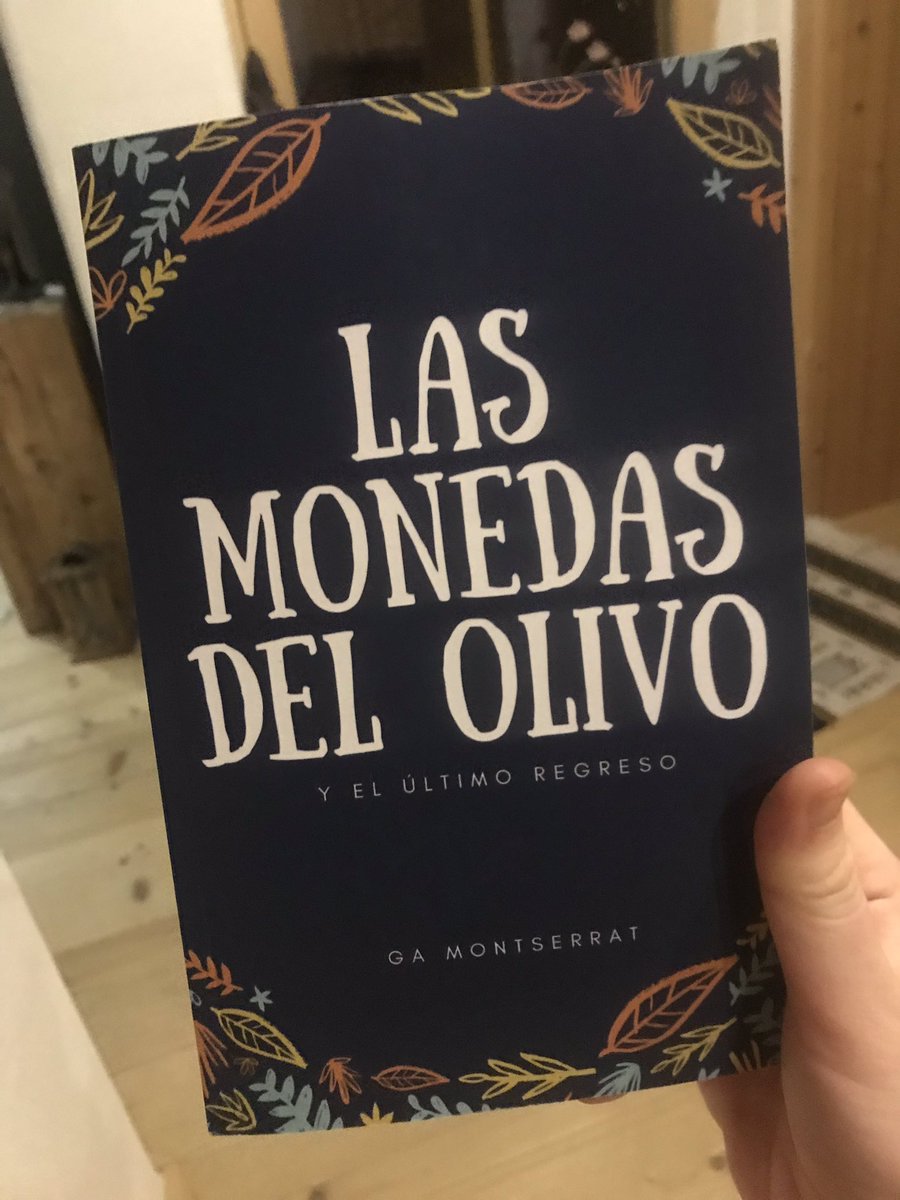 LAS
MONEDAS
DEL OLIVO
Y EL ÚLTIMO REGRESO
GA MONTSERRAT